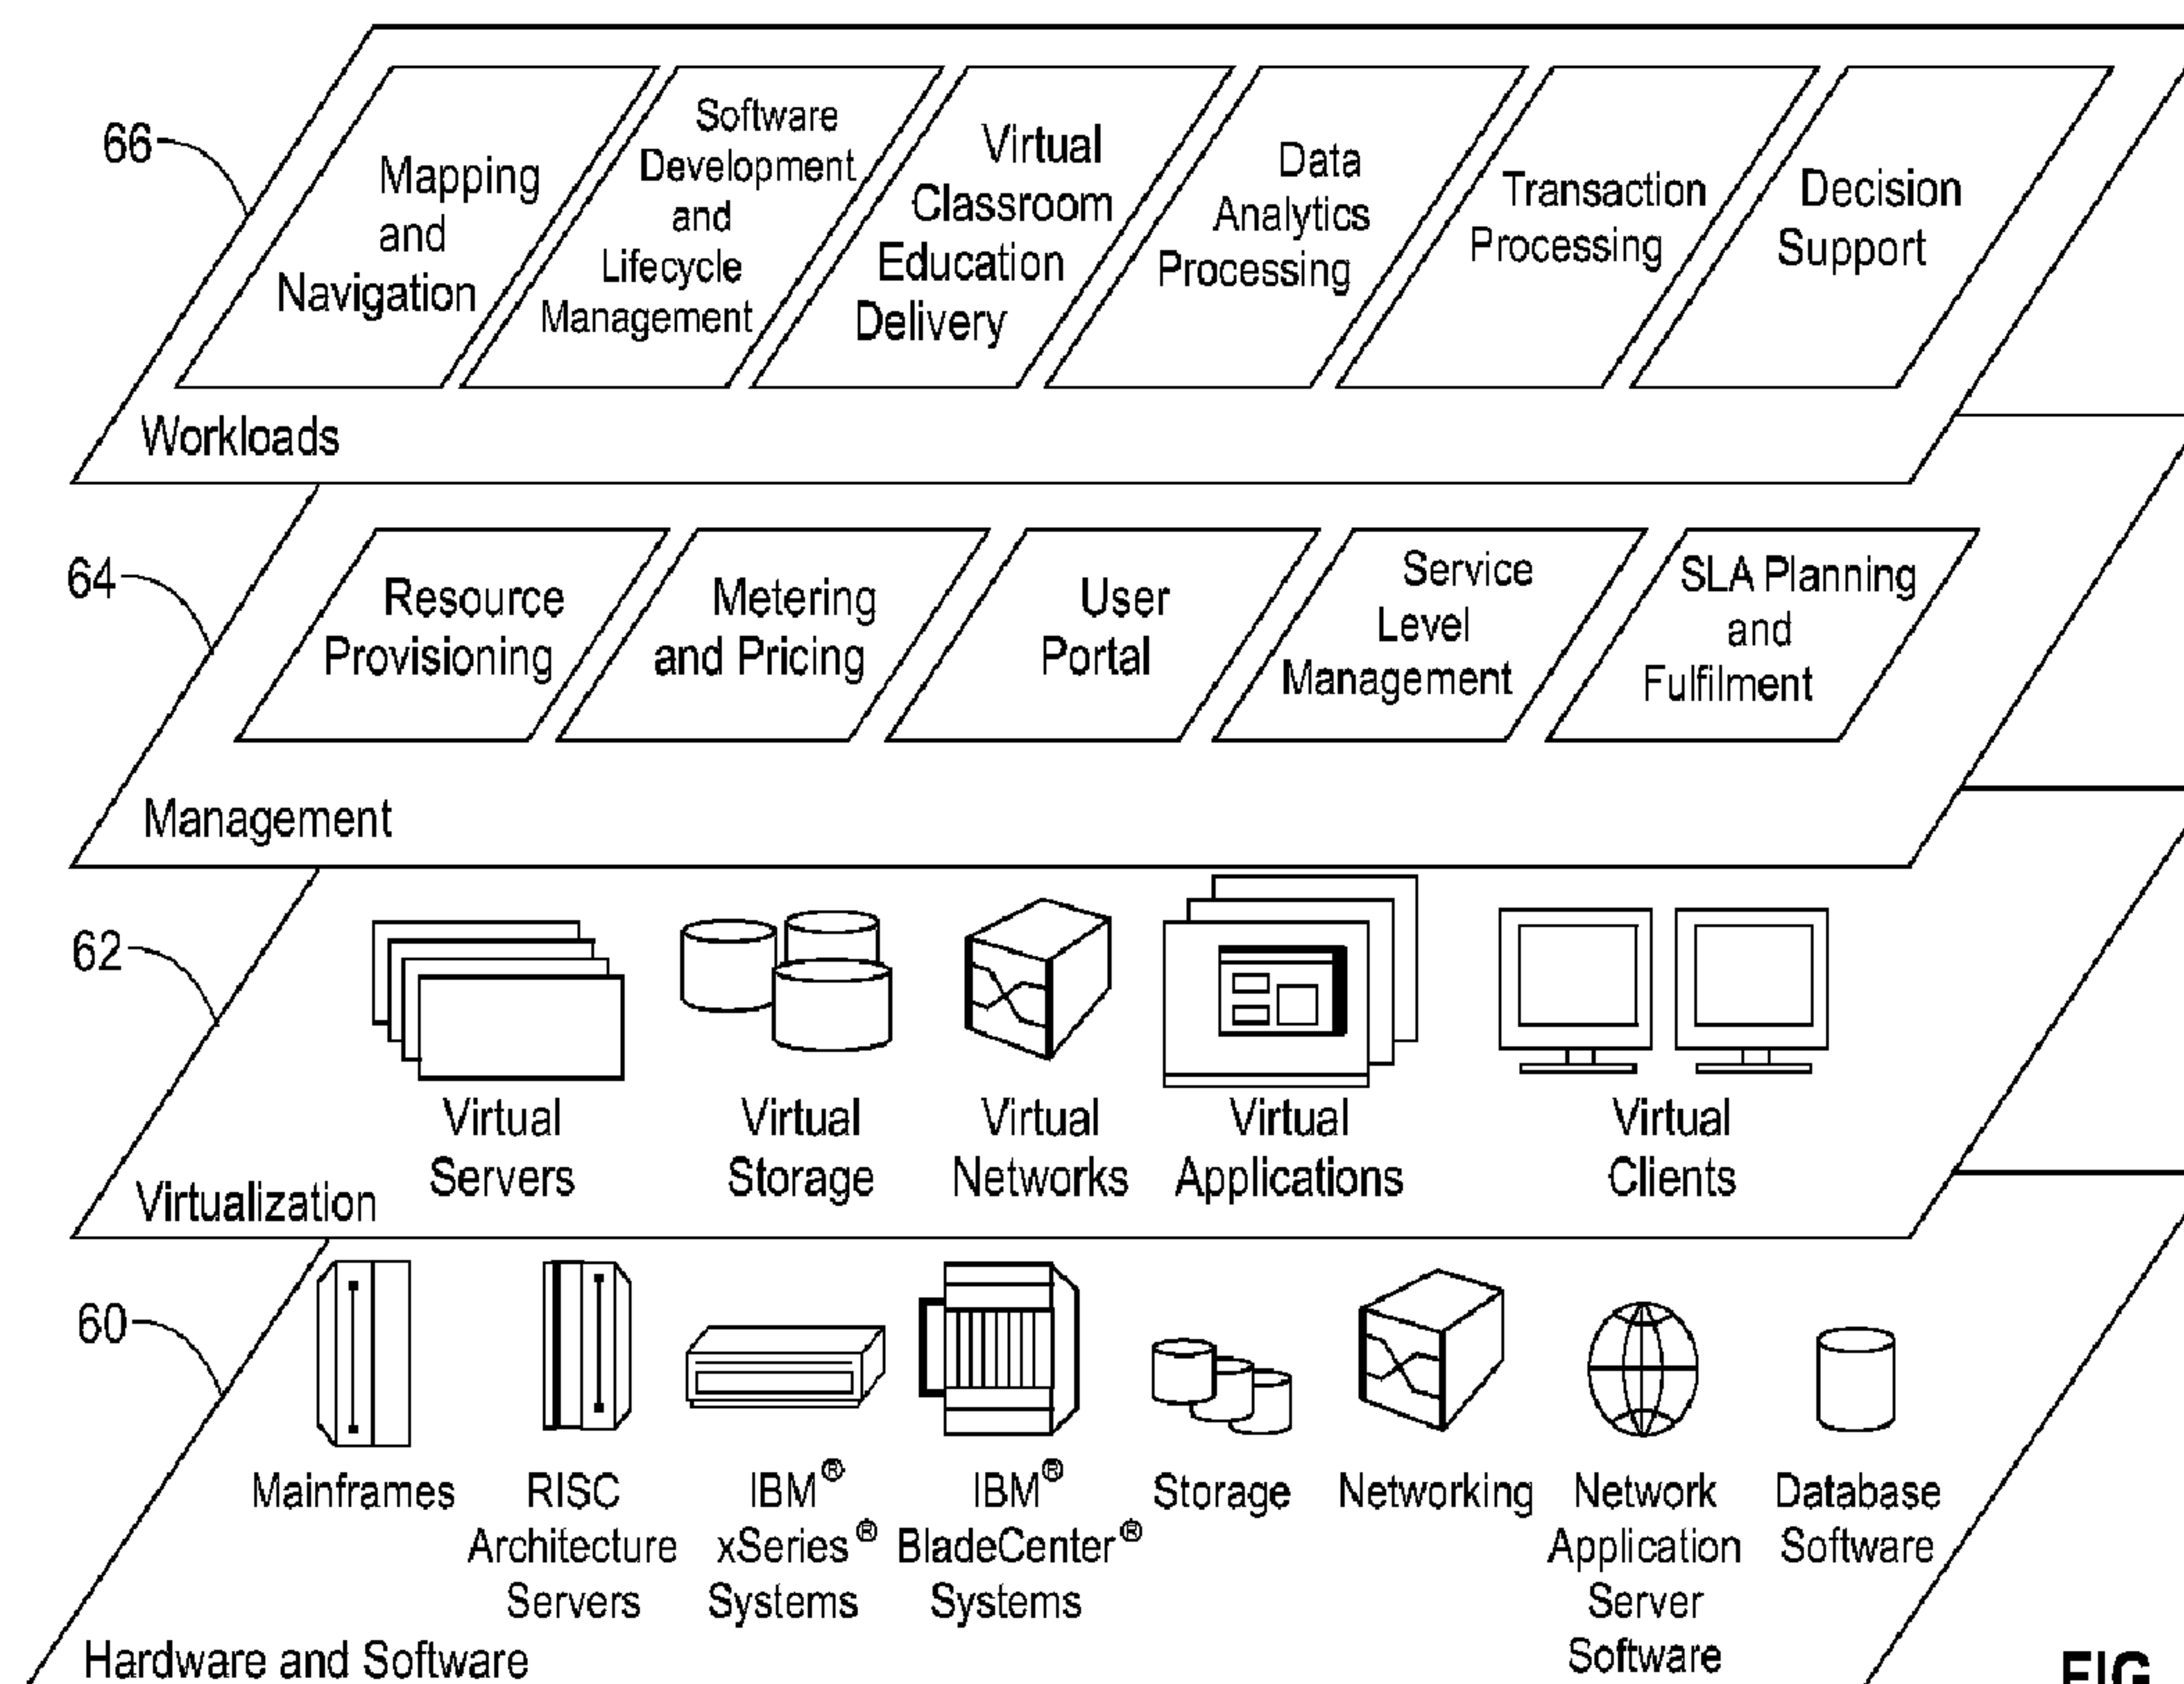 66
Mapping
and
Navigation
Software
Development
and
Lifecycle
Management
Virtual
Classroom
Education
Delivery
Data
Analytics
Processing
Transaction
Processing
Decision
Support
Workloads
64
Resource
Provisioning
Metering
and Pricing
User
Portal
Service
Level
Management
SLA Planning
and
Fulfilment
Management
62
Virtual
Servers
Virtual
Storage
Virtual
Networks
Virtual
Applications
Virtual
Clients
Virtualization
60
Mainframes
RISC
Architecture
Servers
IBM®
xSeries®
Systems
IBM®
BladeCenter®
Systems
Storage
Networking
Network
Application
Server
Software
Database
Software
Hardware and Software
FIG